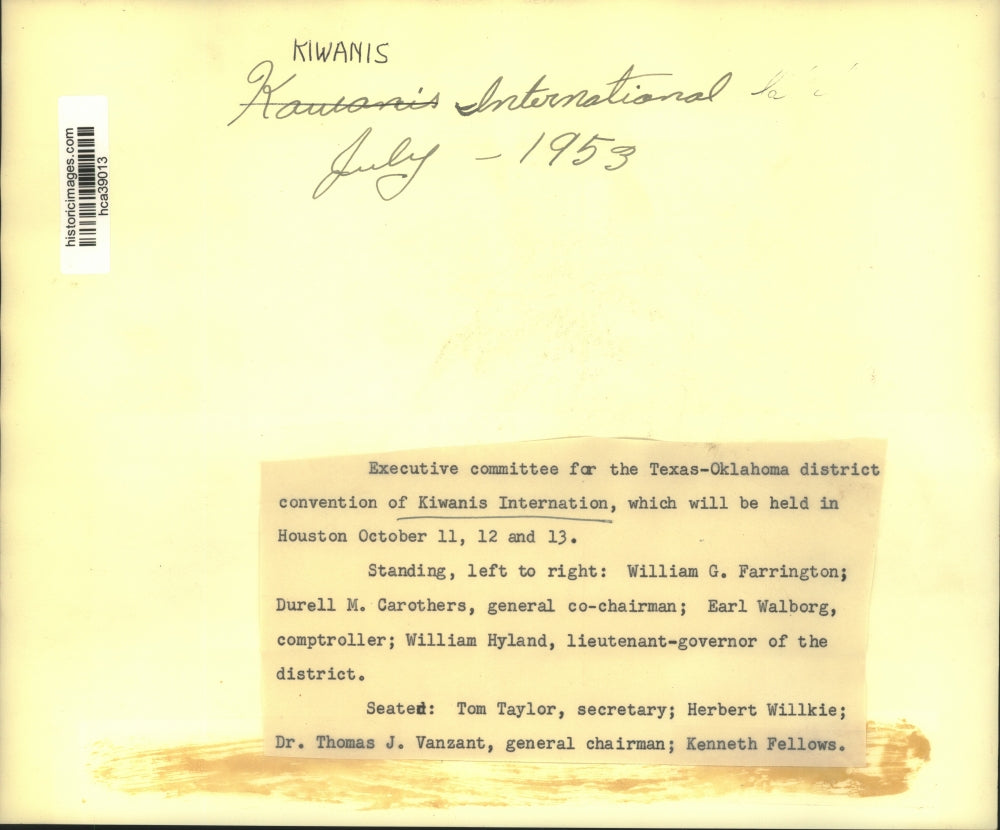 KIWANIS
Kawanis International
July - 1953
historicimages.com
hca39013
Executive committee for the Texas-Oklahoma district
convention of Kiwanis Internation, which will be held in
Houston October 11, 12 and 13.
Standing, left to right: William G. Farrington;
Durell M. Carothers, general co-chairman; Earl Walborg,
comptroller; William Hyland, lieutenant-governor of the
district.
Seated: Tom Taylor, secretary; Herbert Willkie;
Dr. Thomas J. Vanzant, general chairman; Kenneth Fellows.